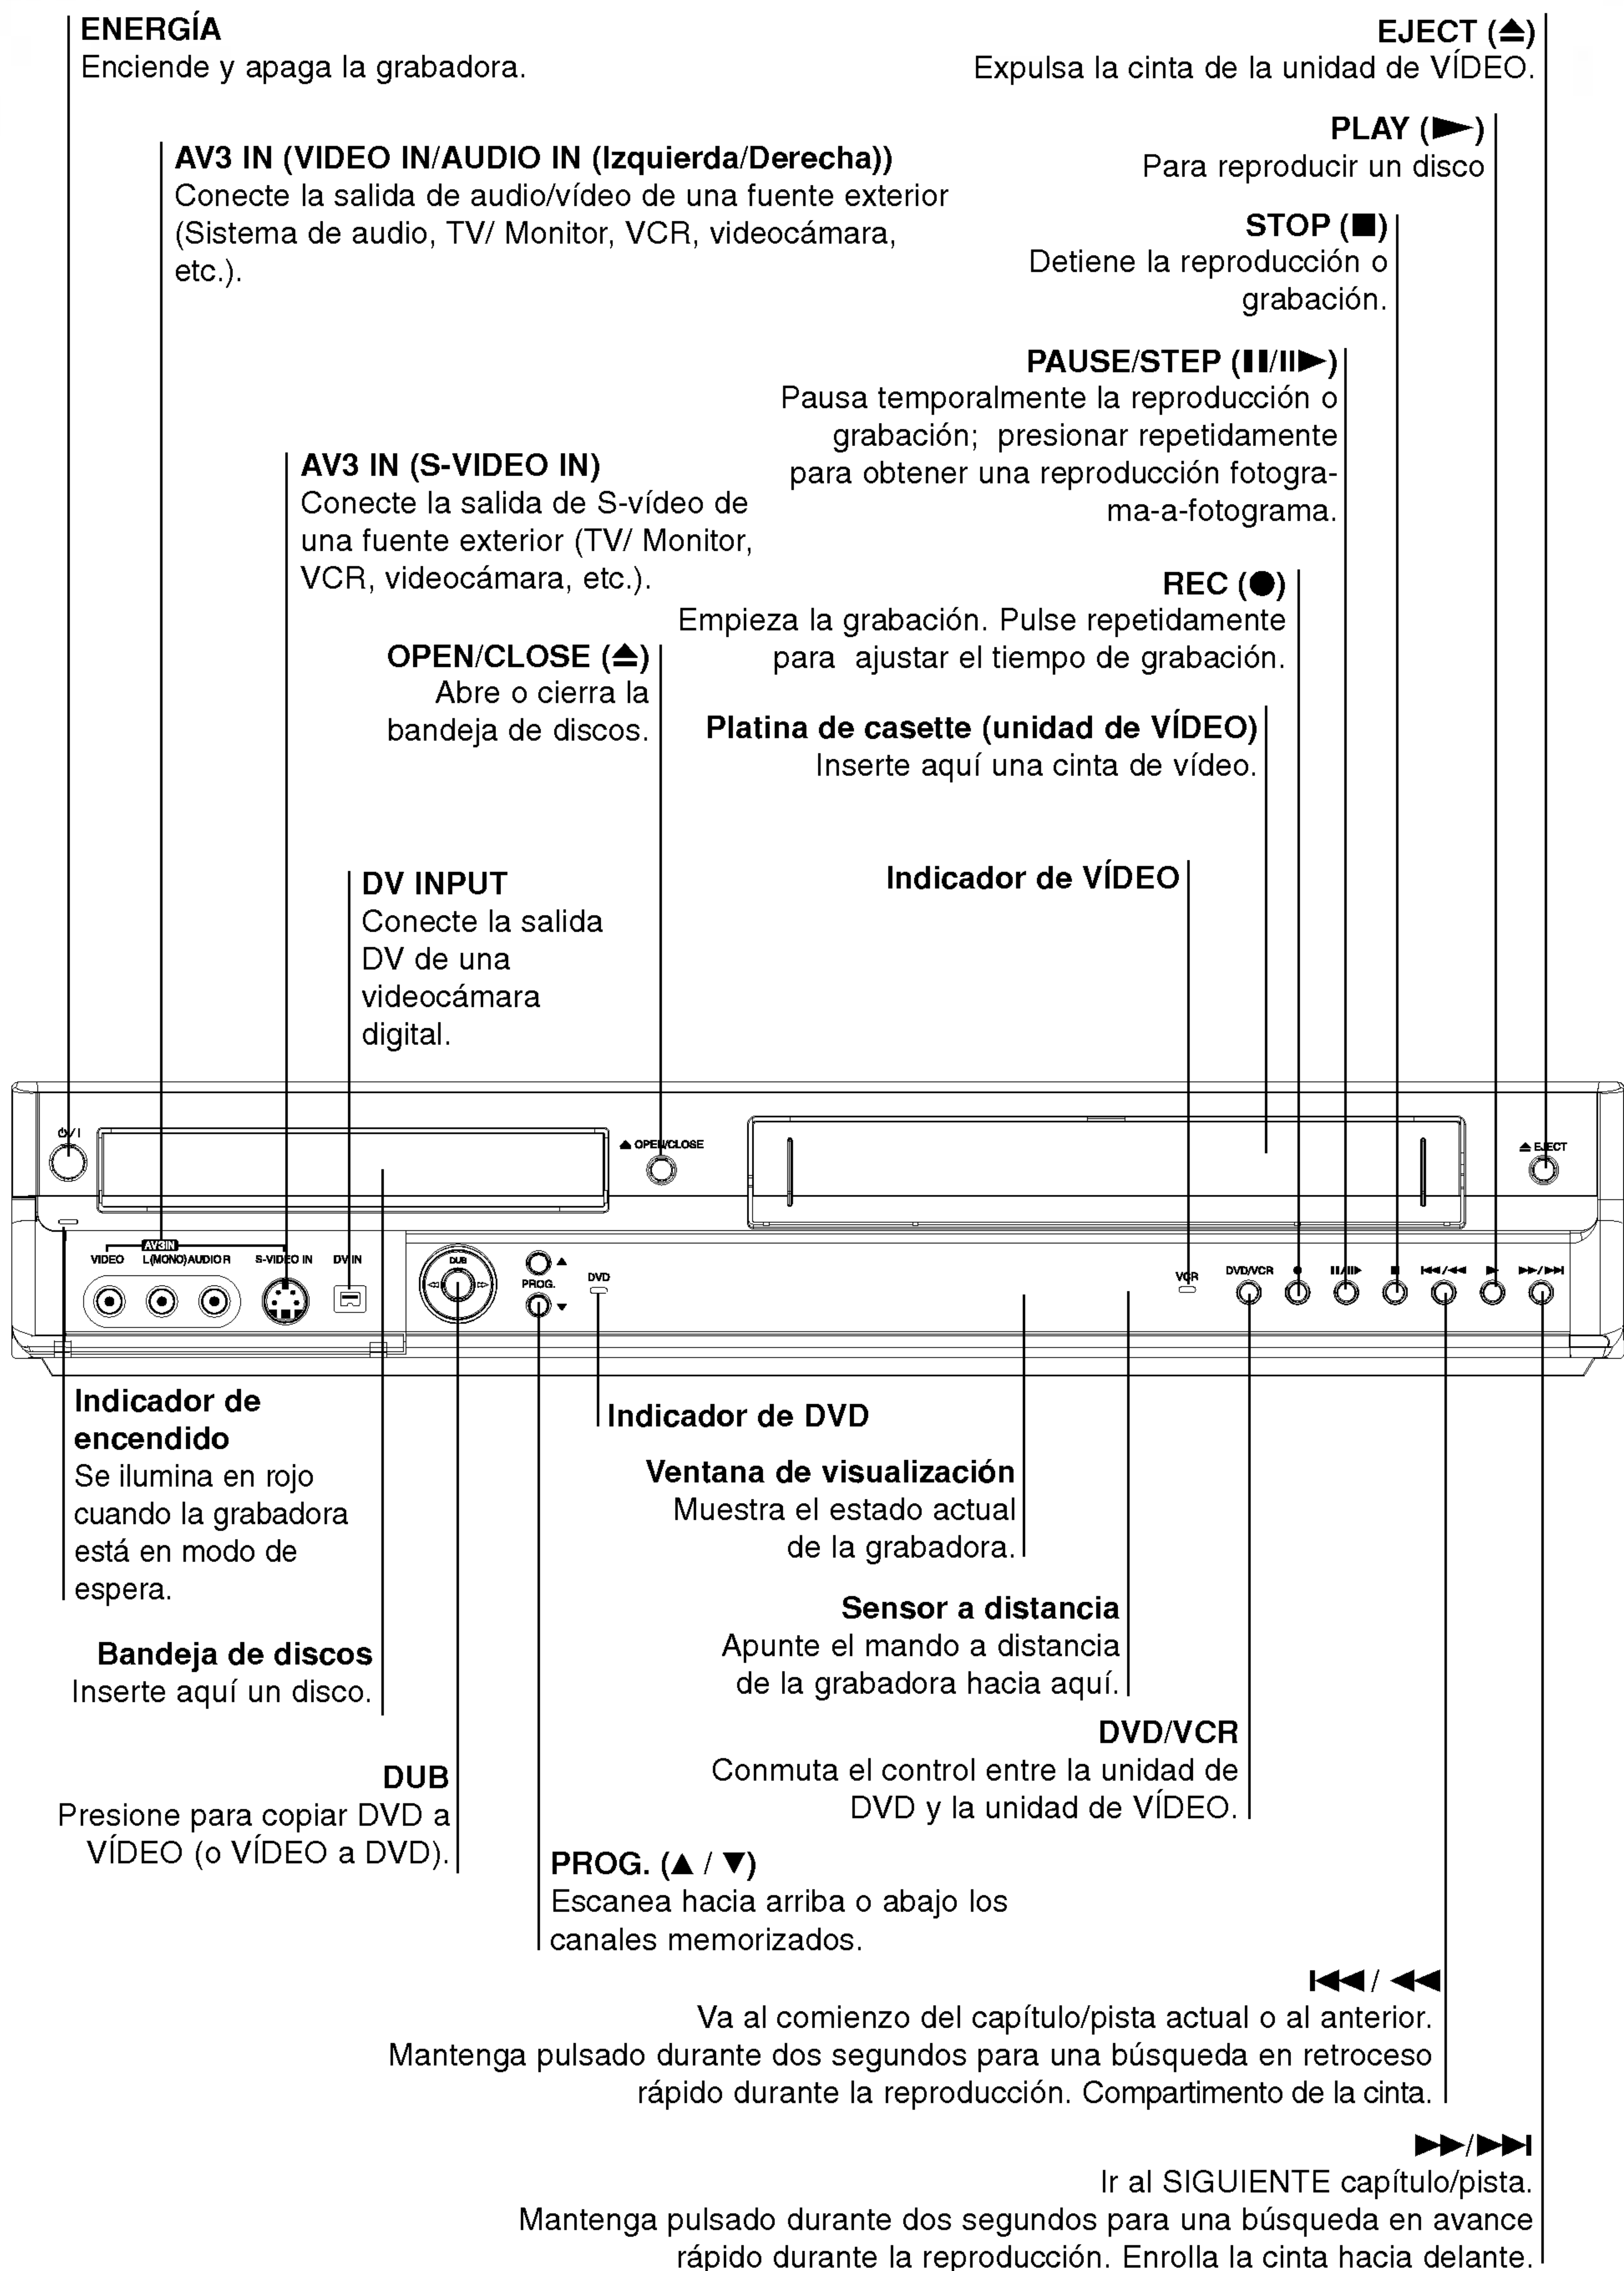 ENERGÍA
Enciende y apaga la grabadora.
EJECT (⏏)
Expulsa la cinta de la unidad de VÍDEO.
PLAY (►)
Para reproducir un disco
AV3 IN (VIDEO IN/AUDIO IN (Izquierda/Derecha))
Conecte la salida de audio/vídeo de una fuente exterior
(Sistema de audio, TV/ Monitor, VCR, videocámara,
etc.).
STOP (■)
Detiene la reproducción o
grabación.
PAUSE/STEP (❚❚/II►)
Pausa temporalmente la reproducción o
grabación;  presionar repetidamente
para obtener una reproducción fotogra-
ma-a-fotograma.
AV3 IN (S-VIDEO IN)
Conecte la salida de S-vídeo de
una fuente exterior (TV/ Monitor,
VCR, videocámara, etc.).
REC (●)
Empieza la grabación. Pulse repetidamente
para  ajustar el tiempo de grabación.
OPEN/CLOSE (⏏)
Abre o cierra la
bandeja de discos.
Platina de casette (unidad de VÍDEO)
Inserte aquí una cinta de vídeo.
DV INPUT
Conecte la salida
DV de una
videocámara
digital.
Indicador de VÍDEO
⏻/I
▲ OPEN/CLOSE
⏏ EJECT
AV3 IN
VIDEO L(MONO)AUDIO R S-VIDEO IN DV IN
DUB
◁◁ ▷▷
▲
PROG.
▼
DVD
VCR
DVD/VCR ● II/II► ■ I◄◄/◄◄ ► ►►/►►I
Indicador de
encendido
Se ilumina en rojo
cuando la grabadora
está en modo de
espera.
Indicador de DVD
Ventana de visualización
Muestra el estado actual
de la grabadora.
Sensor a distancia
Apunte el mando a distancia
de la grabadora hacia aquí.
Bandeja de discos
Inserte aquí un disco.
DVD/VCR
Conmuta el control entre la unidad de
DVD y la unidad de VÍDEO.
DUB
Presione para copiar DVD a
VÍDEO (o VÍDEO a DVD).
PROG. (▲ / ▼)
Escanea hacia arriba o abajo los
canales memorizados.
I◄◄/ ◄◄
Va al comienzo del capítulo/pista actual o al anterior.
Mantenga pulsado durante dos segundos para una búsqueda en retroceso
rápido durante la reproducción. Compartimento de la cinta.
►►/►►I
Ir al SIGUIENTE capítulo/pista.
Mantenga pulsado durante dos segundos para una búsqueda en avance
rápido durante la reproducción. Enrolla la cinta hacia delante.